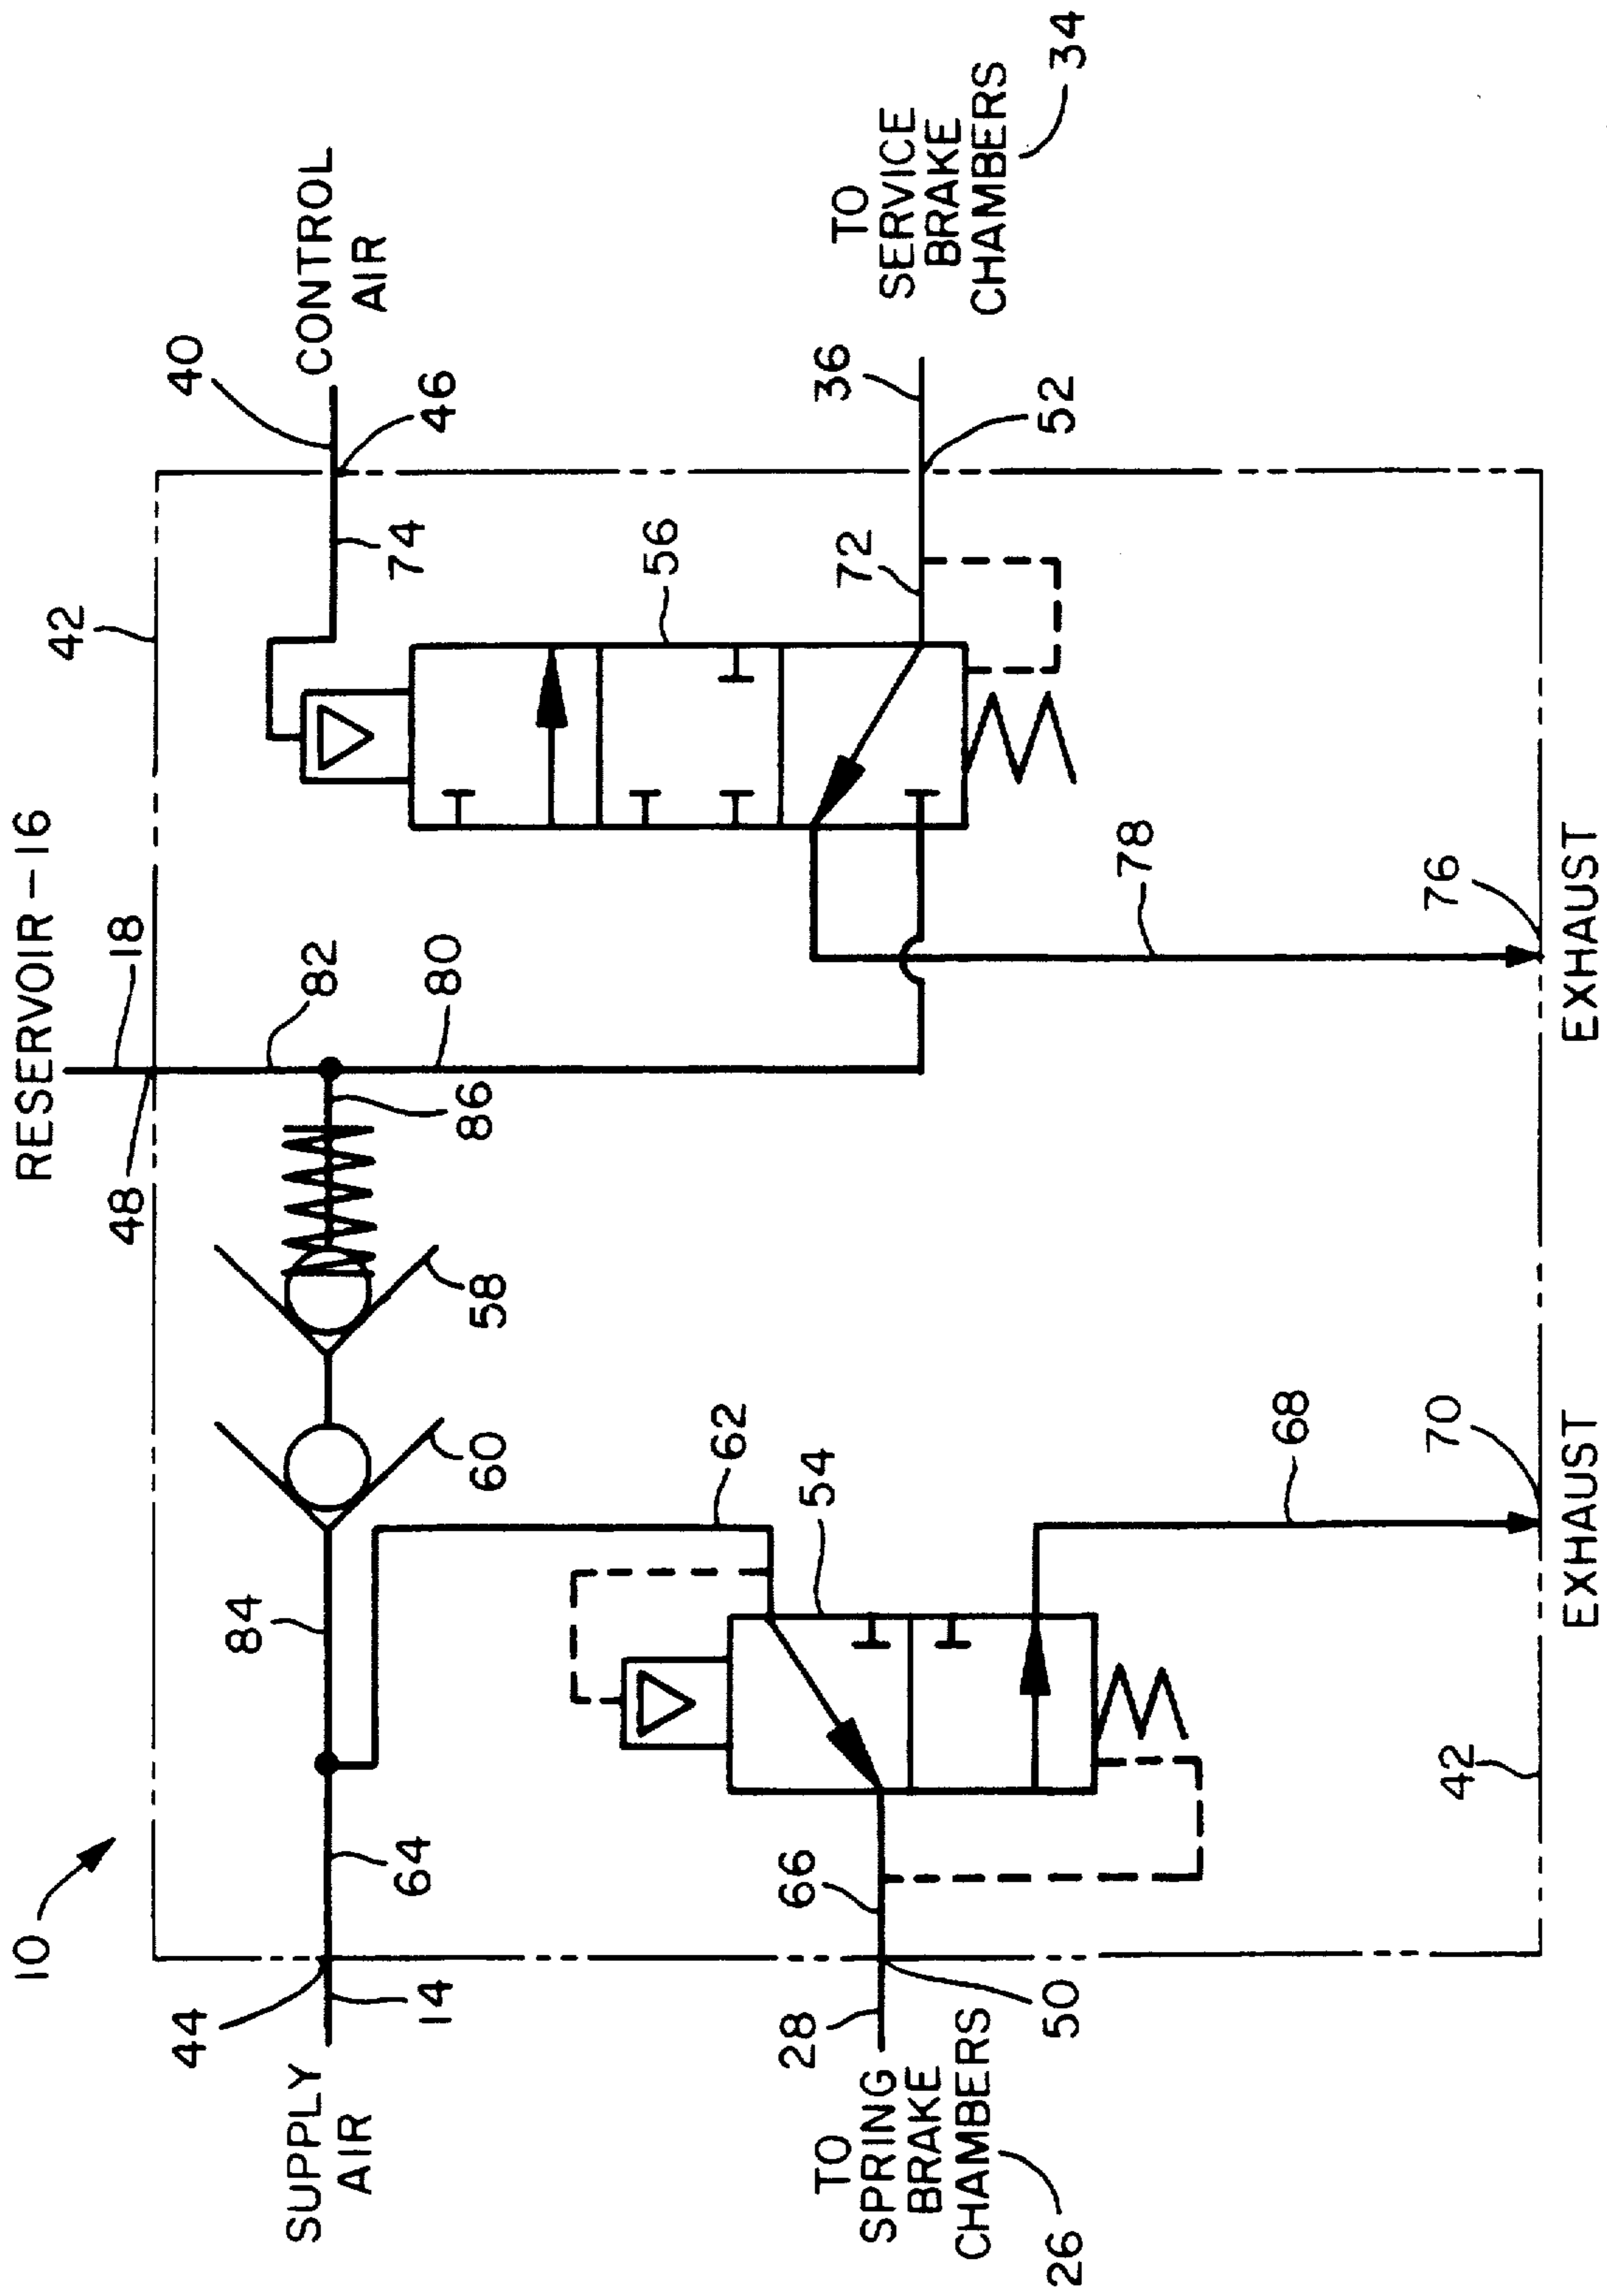 10
RESERVOIR-16
18
48
42
82
44
SUPPLY
AIR
14
64
84
60
58
86
80
74
40
CONTROL
AIR
46
62
54
56
72
36
TO
SERVICE
BRAKE
CHAMBERS
34
52
28
TO
SPRING
BRAKE
CHAMBERS
26
50
66
68
78
42
70
EXHAUST
76
EXHAUST